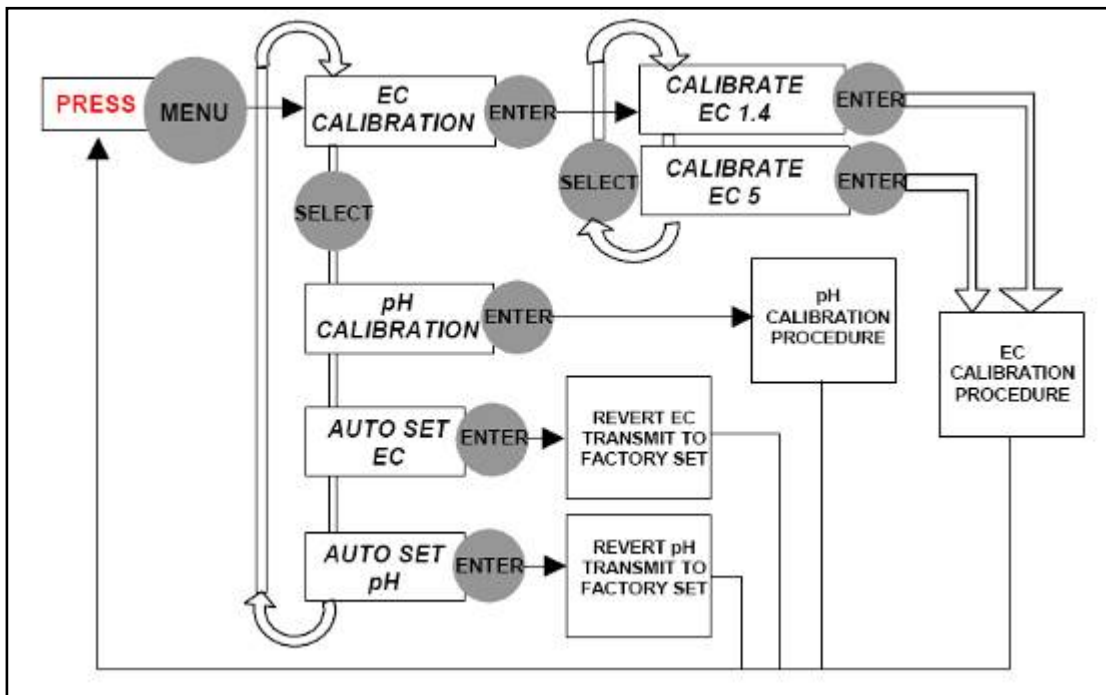 PRESS
MENU
EC
CALIBRATION
ENTER
CALIBRATE
EC 1.4
ENTER
SELECT
CALIBRATE
EC 5
ENTER
SELECT
pH
CALIBRATION
ENTER
pH
CALIBRATION
PROCEDURE
EC
CALIBRATION
PROCEDURE
AUTO SET
EC
ENTER
REVERT EC
TRANSMIT TO
FACTORY SET
AUTO SET
pH
ENTER
REVERT pH
TRANSMIT TO
FACTORY SET